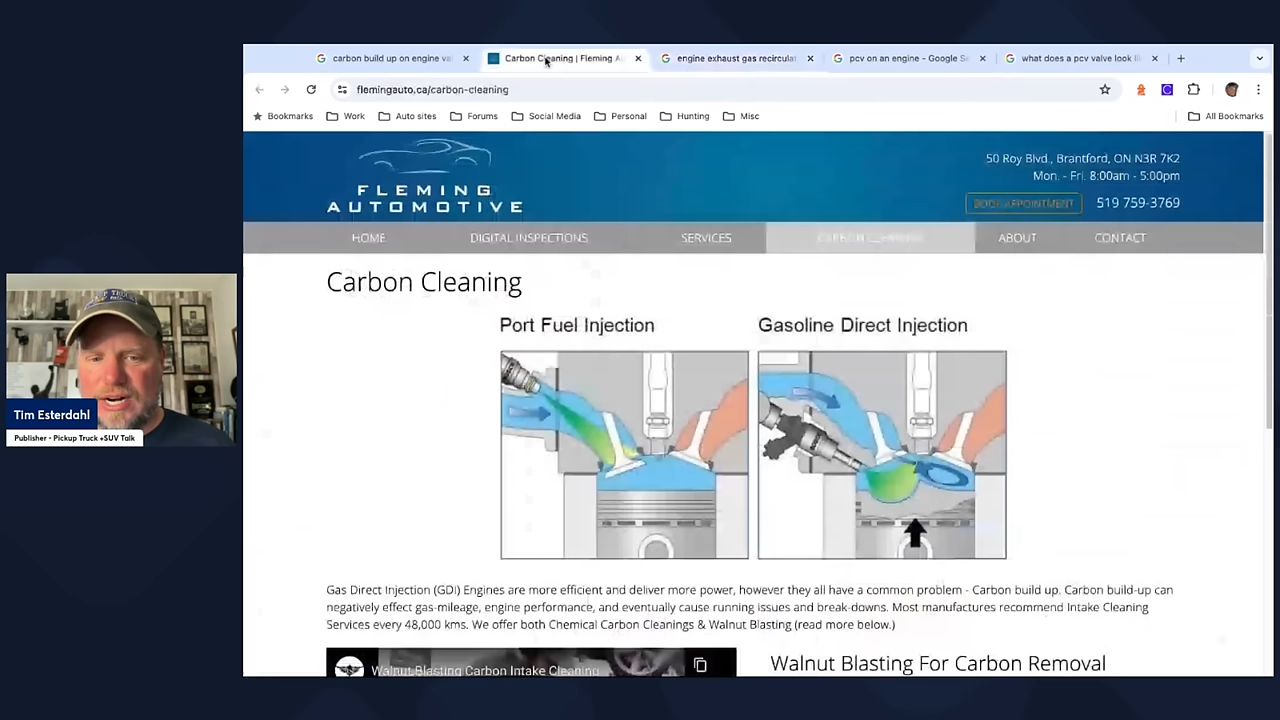 carbon build up on engine va
Carbon Cleaning | Fleming A
engine exhaust gas recirculat
pcv on an engine - Google Se
what does a pcv valve look li
flemingauto.ca/carbon-cleaning
Bookmarks
Work
Auto sites
Forums
Social Media
Personal
Hunting
Misc
All Bookmarks
FLEMING
AUTOMOTIVE
50 Roy Blvd., Brantford, ON N3R 7K2
Mon. - Fri. 8:00am - 5:00pm
BOOK APPOINTMENT
519 759-3769
HOME
DIGITAL INSPECTIONS
SERVICES
CARBON CLEANING
ABOUT
CONTACT
Carbon Cleaning
Port Fuel Injection
Gasoline Direct Injection
Gas Direct Injection (GDI) Engines are more efficient and deliver more power, however they all have a common problem - Carbon build up. Carbon build-up can
negatively effect gas-mileage, engine performance, and eventually cause running issues and break-downs. Most manufactures recommend Intake Cleaning
Services every 48,000 kms. We offer both Chemical Carbon Cleanings & Walnut Blasting (read more below.)
Walnut Blasting Carbon Intake Cleaning
Walnut Blasting For Carbon Removal
Tim Esterdahl
Publisher - Pickup Truck +SUV Talk